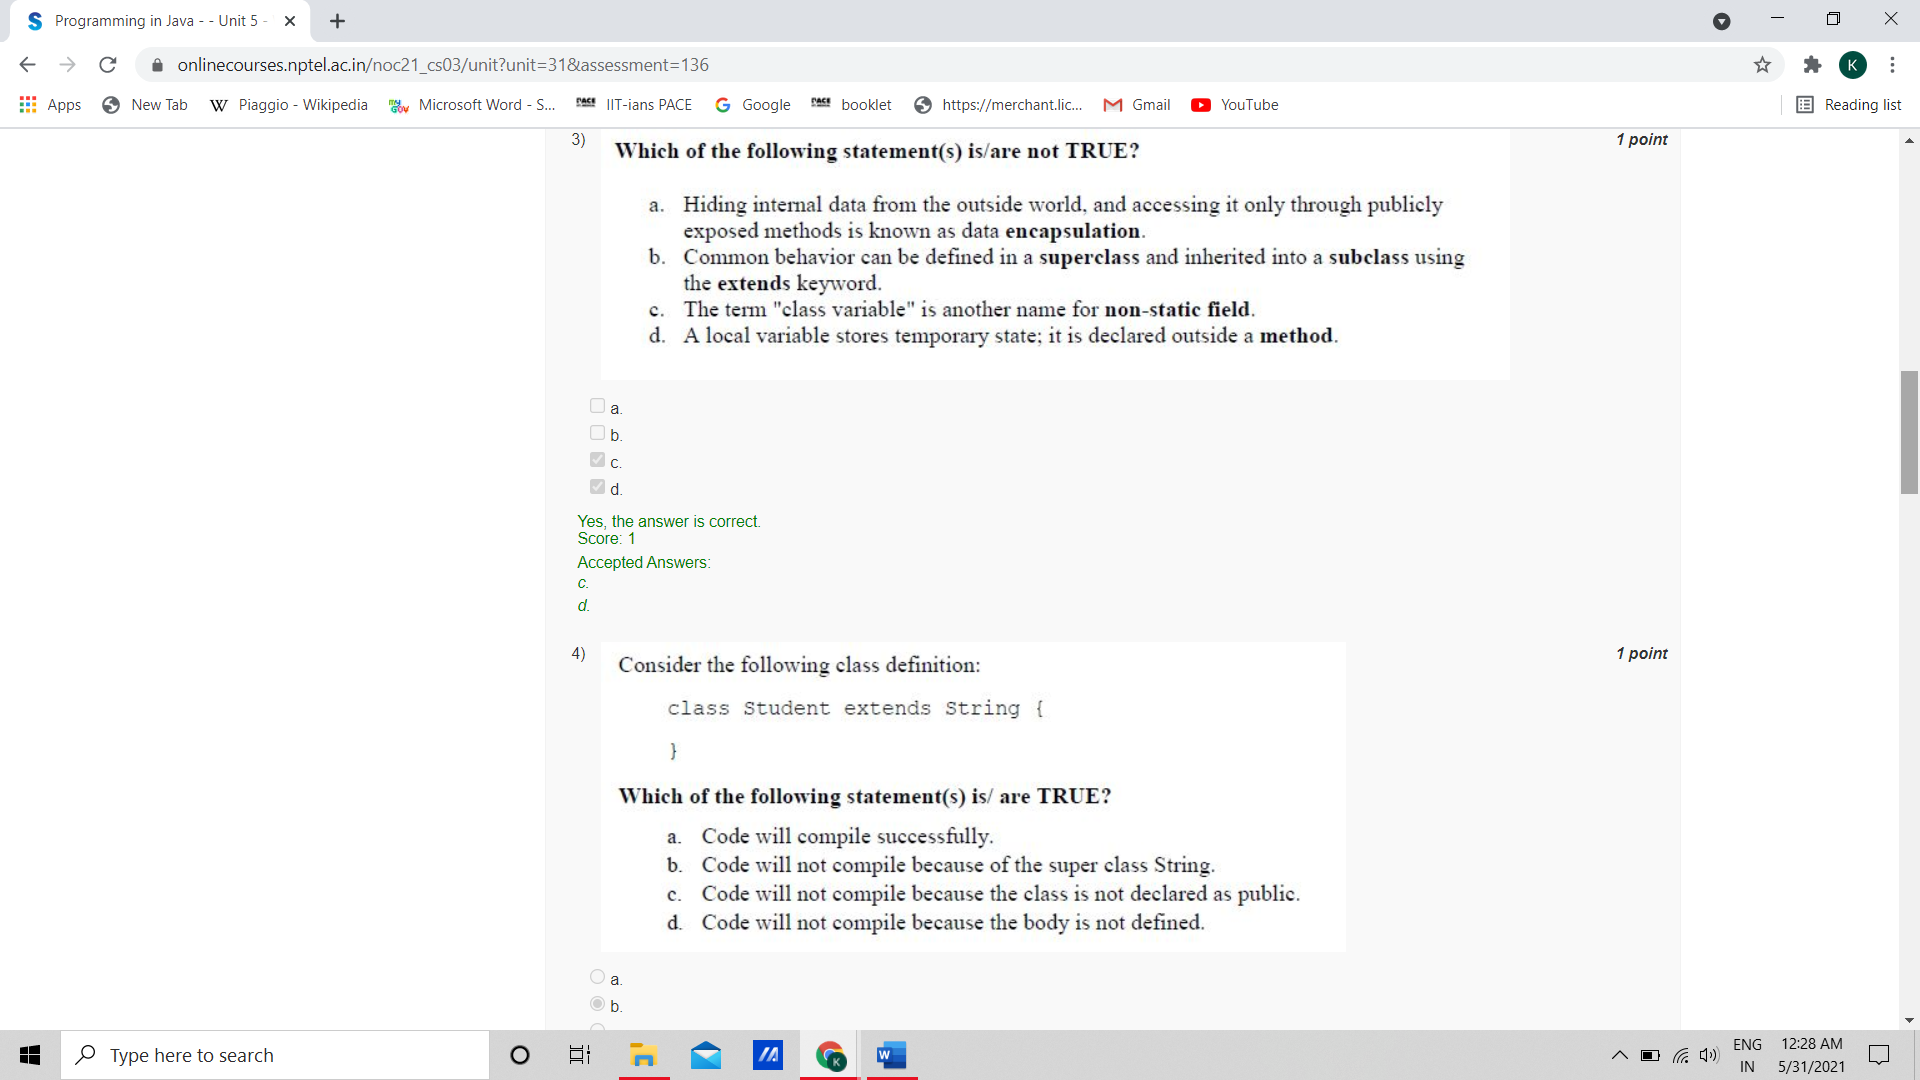 Programming in Java - - Unit 5 -
onlinecourses.nptel.ac.in/noc21_cs03/unit?unit=31&assessment=136
K
Apps
New Tab
W Piaggio - Wikipedia
Microsoft Word - S...
PACE IIT-ians PACE
Google
PACE booklet
https://merchant.lic...
Gmail
YouTube
Reading list
3)
Which of the following statement(s) is/are not TRUE?
1 point
a. Hiding internal data from the outside world, and accessing it only through publicly
exposed methods is known as data encapsulation.
b. Common behavior can be defined in a superclass and inherited into a subclass using
the extends keyword.
c. The term "class variable" is another name for non-static field.
d. A local variable stores temporary state; it is declared outside a method.
a.
b.
c.
d.
Yes, the answer is correct.
Score: 1
Accepted Answers:
c.
d.
4)
Consider the following class definition:
1 point
class Student extends String {
}
Which of the following statement(s) is/ are TRUE?
a. Code will compile successfully.
b. Code will not compile because of the super class String.
c. Code will not compile because the class is not declared as public.
d. Code will not compile because the body is not defined.
a.
b.
Type here to search
K
W
ENG
IN
12:28 AM
5/31/2021